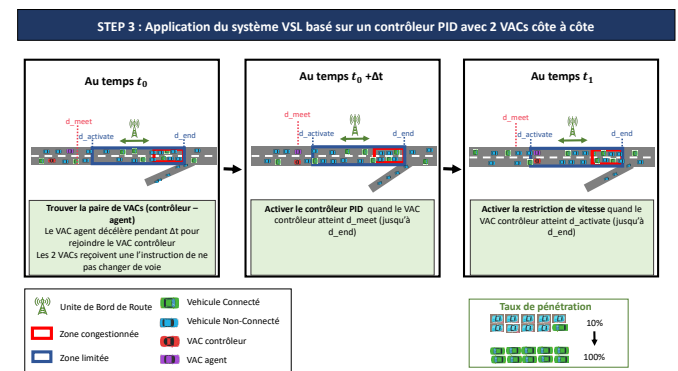 STEP 3 : Application du système VSL basé sur un contrôleur PID avec 2 VACs côte à côte
Au temps t₀
d_meet
d_activate
d_end
Trouver la paire de VACs (contrôleur –
agent)
Le VAC agent décélère pendant Δt pour
rejoindre le VAC contrôleur
Les 2 VACs reçoivent une l'instruction de ne
pas changer de voie
Au temps t₀ +Δt
d_meet
d_activate
d_end
Activer le contrôleur PID quand le VAC
contrôleur atteint d_meet (jusqu'à
d_end)
Au temps t₁
d_meet
d_activate
d_end
Activer la restriction de vitesse quand le
VAC contrôleur atteint d_activate (jusqu'à
d_end)
Unite de Bord de Route
Zone congestionnée
Zone limitée
Vehicule Connecté
Vehicule Non-Connecté
VAC contrôleur
VAC agent
Taux de pénétration
10%
100%